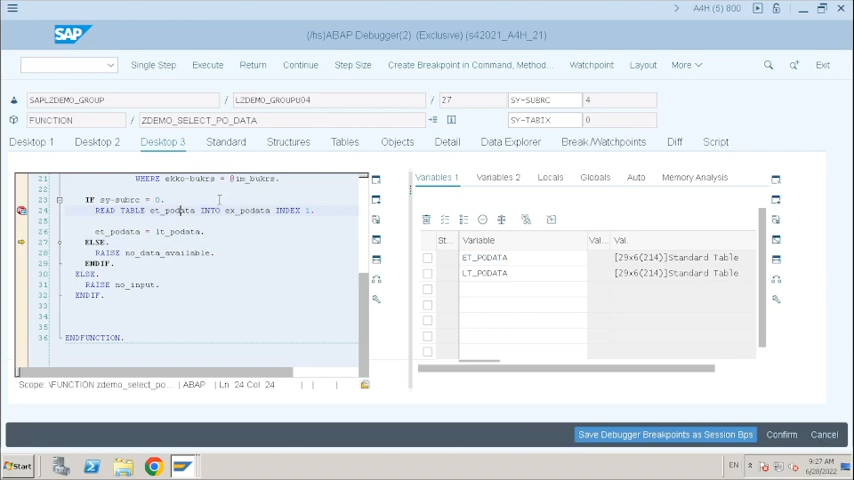 A4H (5) 800
SAP
(/hs)ABAP Debugger(2) (Exclusive) (s42021_A4H_21)
Single Step Execute Return Continue Step Size Create Breakpoint in Command, Method... Watchpoint Layout More Exit
SAPLZDEMO_GROUP / LZDEMO_GROUPU04 / 27 SY-SUBRC 4
FUNCTION / ZDEMO_SELECT_PO_DATA SY-TABIX 0
Desktop 1 Desktop 2 Desktop 3 Standard Structures Tables Objects Detail Data Explorer Break./Watchpoints Diff Script
Variables 1 Variables 2 Locals Globals Auto Memory Analysis
21 WHERE ekko-bukrs = @im_bukrs.
22
23 IF sy-subrc = 0.
24 READ TABLE et_podata INTO ex_podata INDEX 1.
25
26 et_podata = lt_podata.
27 ELSE.
28 RAISE no_data_available.
29 ENDIF.
30 ELSE.
31 RAISE no_input.
32 ENDIF.
33
34
35
36 ENDFUNCTION.
St... Variable Val... Val.
ET_PODATA [29x6(214)]Standard Table
LT_PODATA [29x6(214)]Standard Table
Scope: \FUNCTION zdemo_select_po... ABAP Ln 24 Col 24
Save Debugger Breakpoints as Session Bps Confirm Cancel
Start EN 9:27 AM
6/28/2022